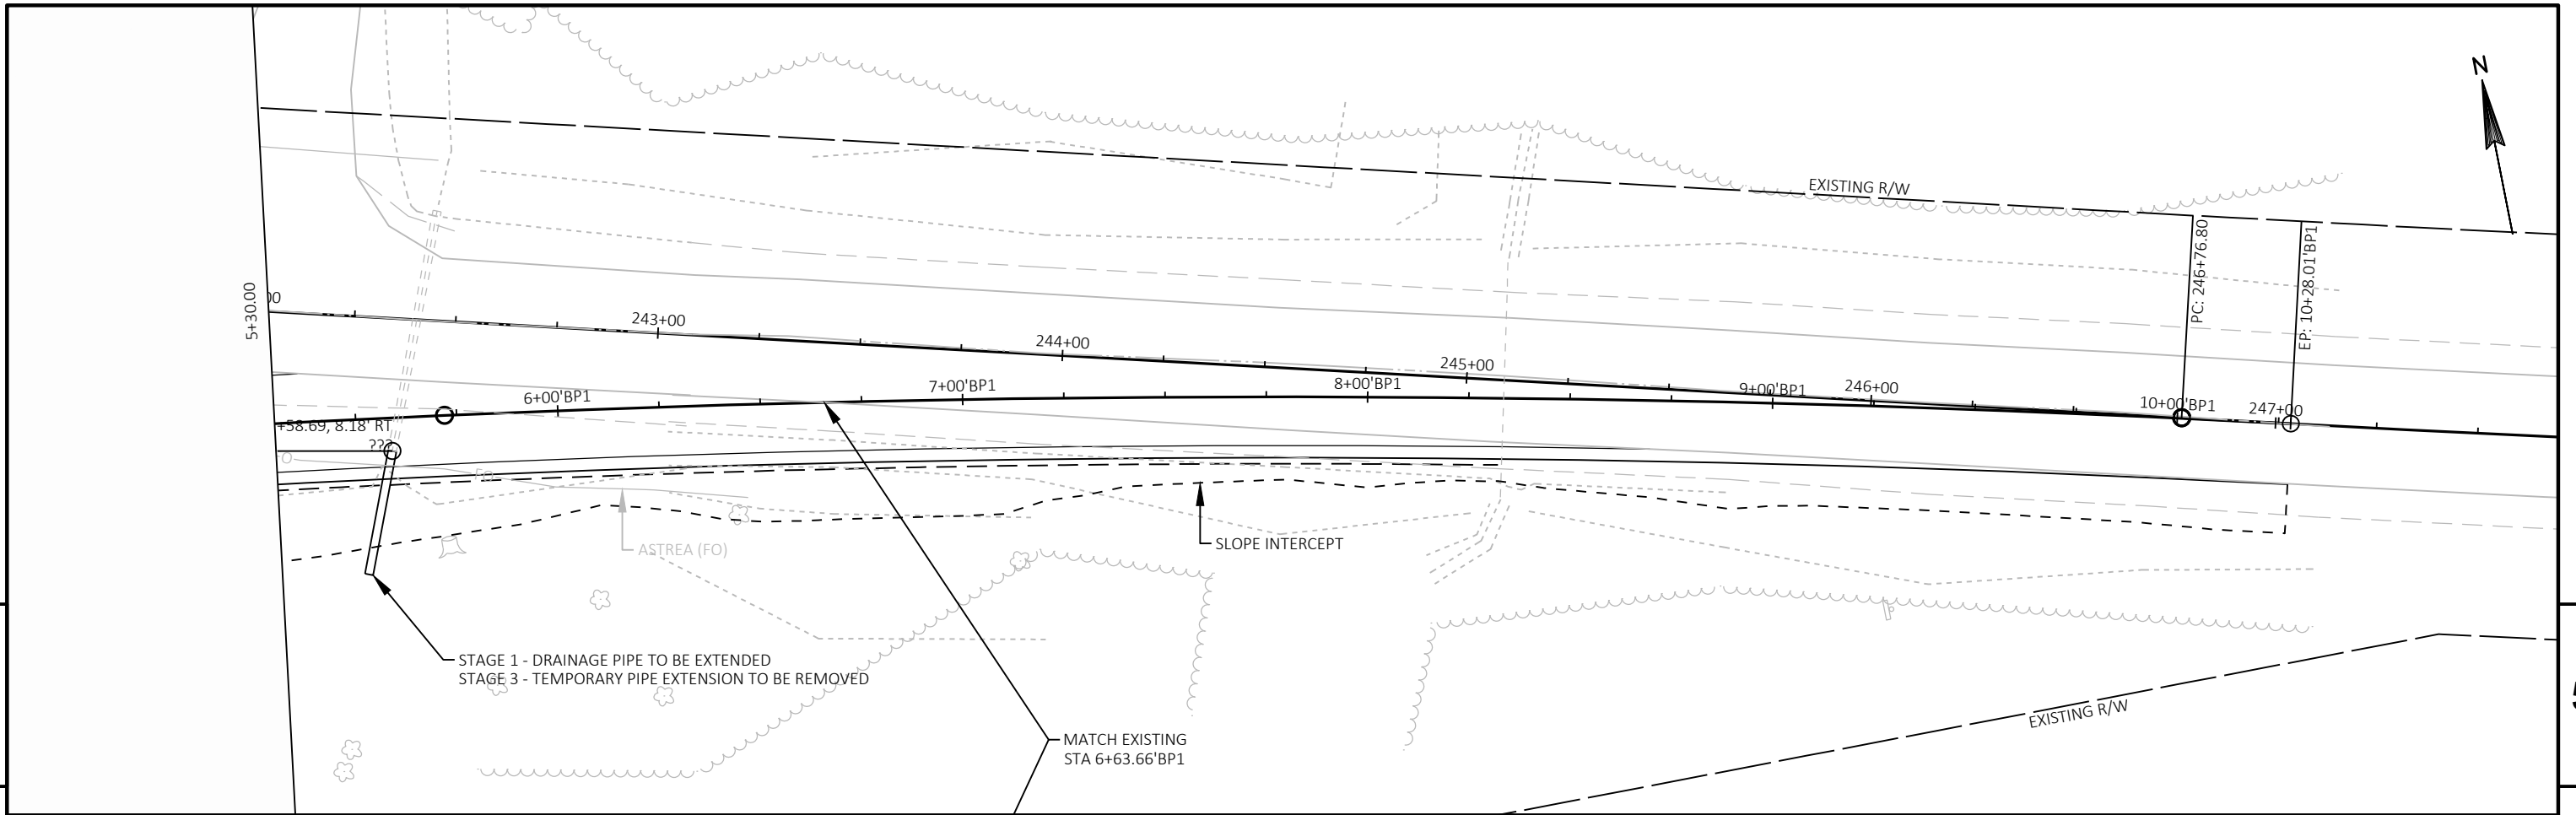 N
EXISTING R/W
PC: 246+76.80
EP: 10+28.01'BP1
5+30.00
243+00
244+00
245+00
246+00
247+00
6+00'BP1
7+00'BP1
8+00'BP1
9+00'BP1
10+00'BP1
+58.69, 8.18' RT
???
FO
ASTREA (FO)
SLOPE INTERCEPT
STAGE 1 - DRAINAGE PIPE TO BE EXTENDED
STAGE 3 - TEMPORARY PIPE EXTENSION TO BE REMOVED
MATCH EXISTING
STA 6+63.66'BP1
EXISTING R/W